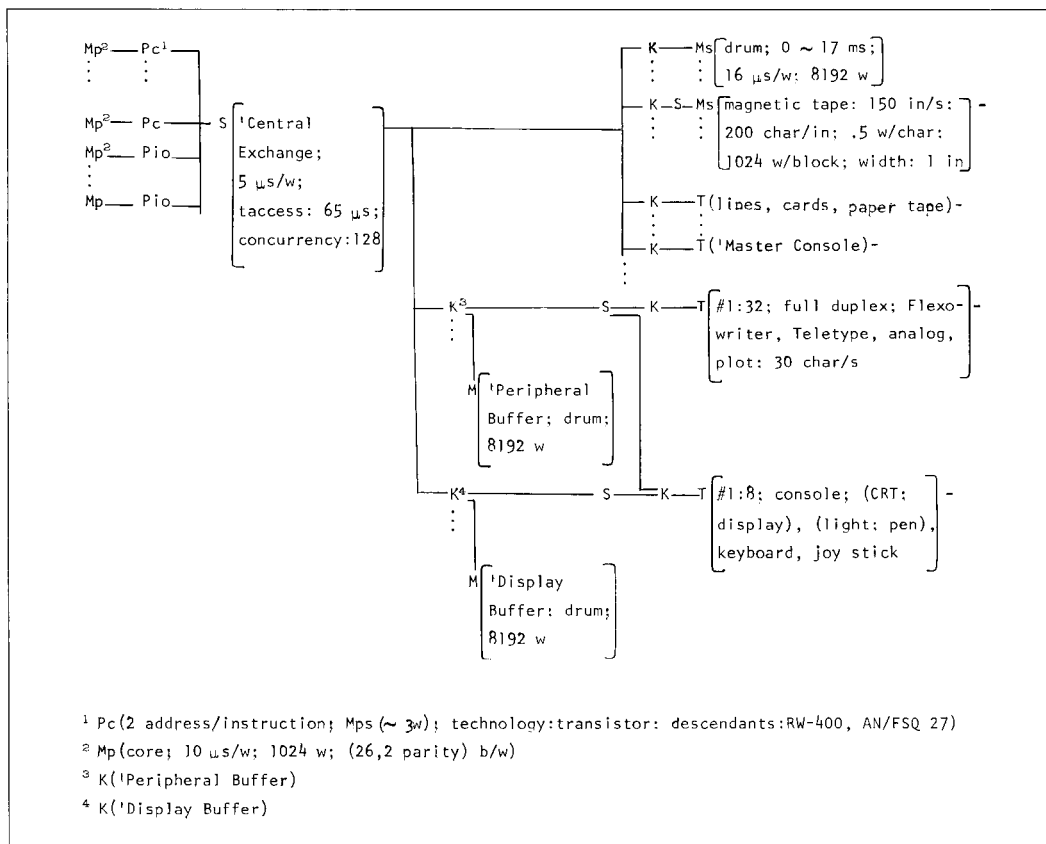 Mp² — Pc¹
Mp² — Pc — S ['Central
Exchange;
5 μs/w;
taccess: 65 μs;
concurrency:128]
Mp² — Pio
Mp — Pio
K — Ms [drum; 0 ~ 17 ms;
16 μs/w; 8192 w]
K — S — Ms [magnetic tape: 150 in/s;
200 char/in; .5 w/char;
1024 w/block; width: 1 in] -
K — T(lines, cards, paper tape)-
K — T('Master Console)-
K³ — S — K — T [#1:32; full duplex; Flexo-
writer, Teletype, analog,
plot: 30 char/s] -
M ['Peripheral
Buffer; drum;
8192 w]
K⁴ — S — K — T [#1:8; console; (CRT;
display), (light; pen),
keyboard, joy stick] -
M ['Display
Buffer: drum;
8192 w]
¹ Pc(2 address/instruction; Mps(~ 3w); technology:transistor: descendants:RW-400, AN/FSQ 27)
² Mp(core; 10 μs/w; 1024 w; (26,2 parity) b/w)
³ K('Peripheral Buffer)
⁴ K('Display Buffer)